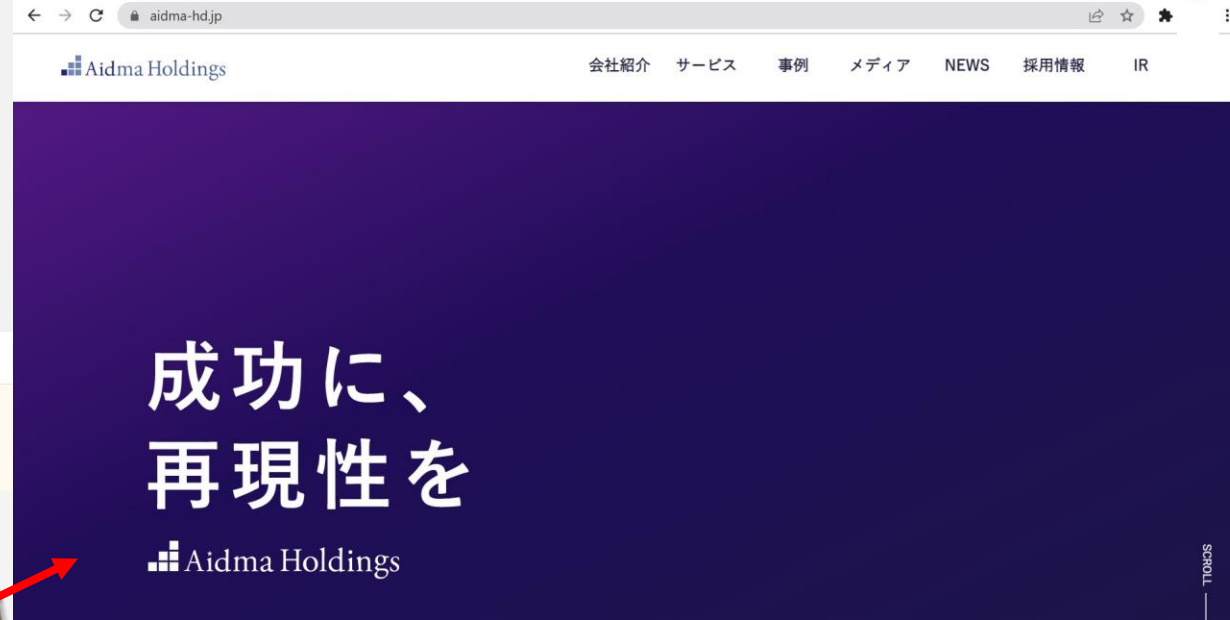 aidma-hd.jp
Aidma Holdings
会社紹介 サービス 事例 メディア NEWS 採用情報 IR
成功に、
再現性を
Aidma Holdings
SCROLL